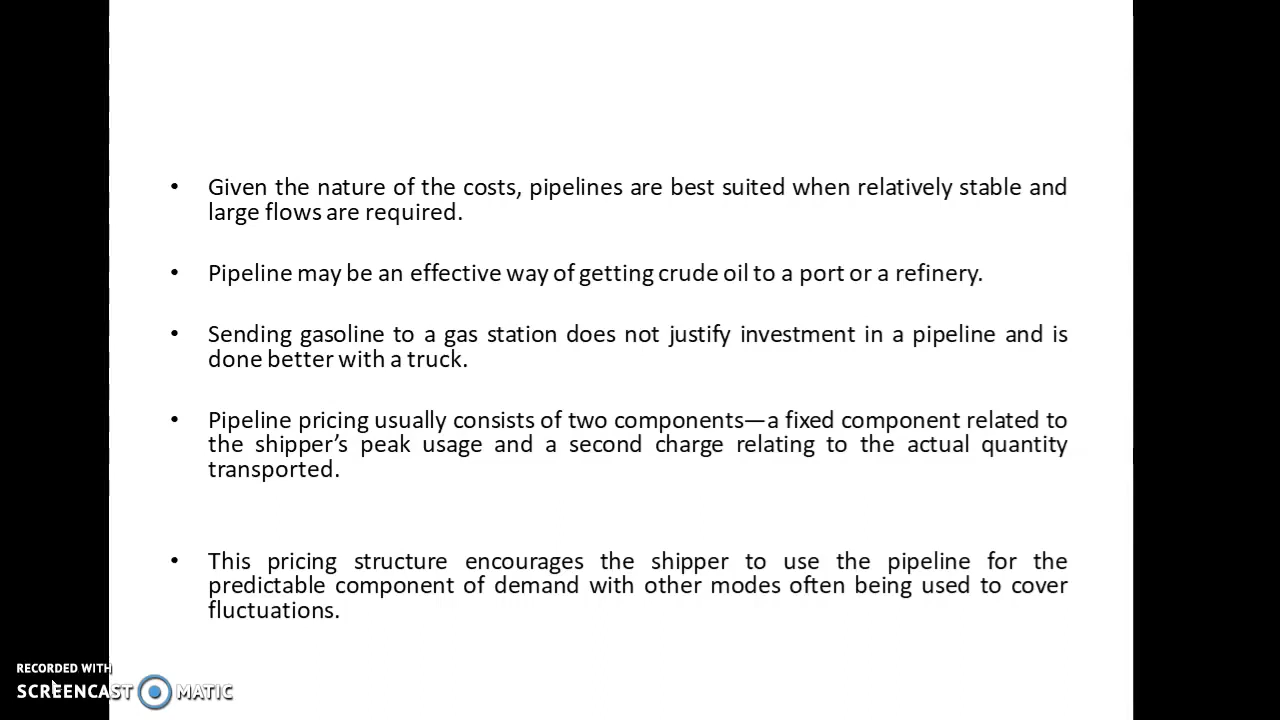 • Given the nature of the costs, pipelines are best suited when relatively stable and
large flows are required.
• Pipeline may be an effective way of getting crude oil to a port or a refinery.
• Sending gasoline to a gas station does not justify investment in a pipeline and is
done better with a truck.
• Pipeline pricing usually consists of two components—a fixed component related to
the shipper’s peak usage and a second charge relating to the actual quantity
transported.
• This pricing structure encourages the shipper to use the pipeline for the
predictable component of demand with other modes often being used to cover
fluctuations.
RECORDED WITH
SCREENCAST MATIC